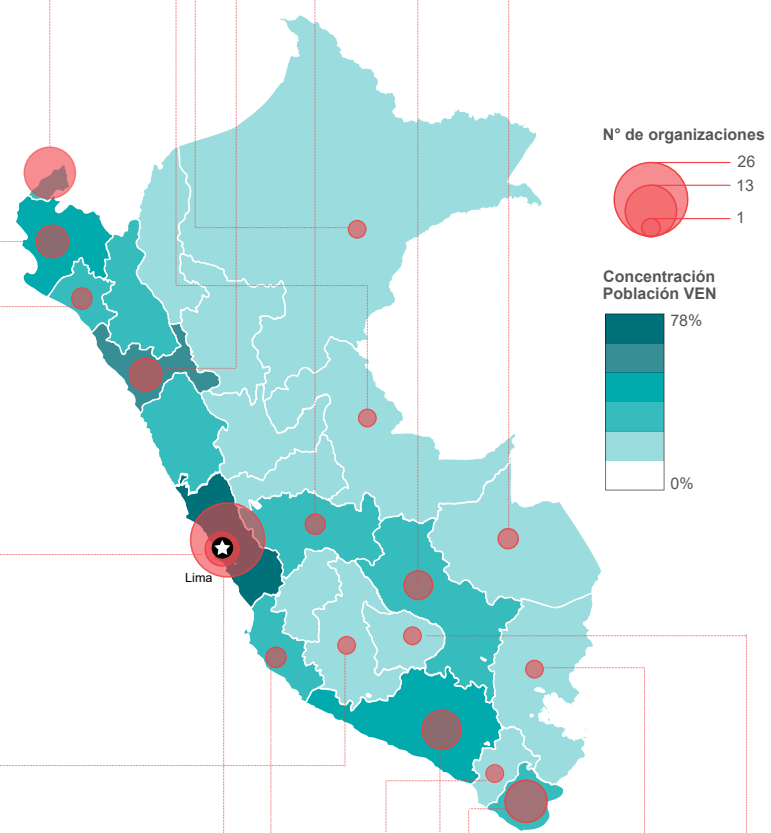 N° de organizaciones
26
13
1
Concentración
Población VEN
78%
0%
Lima